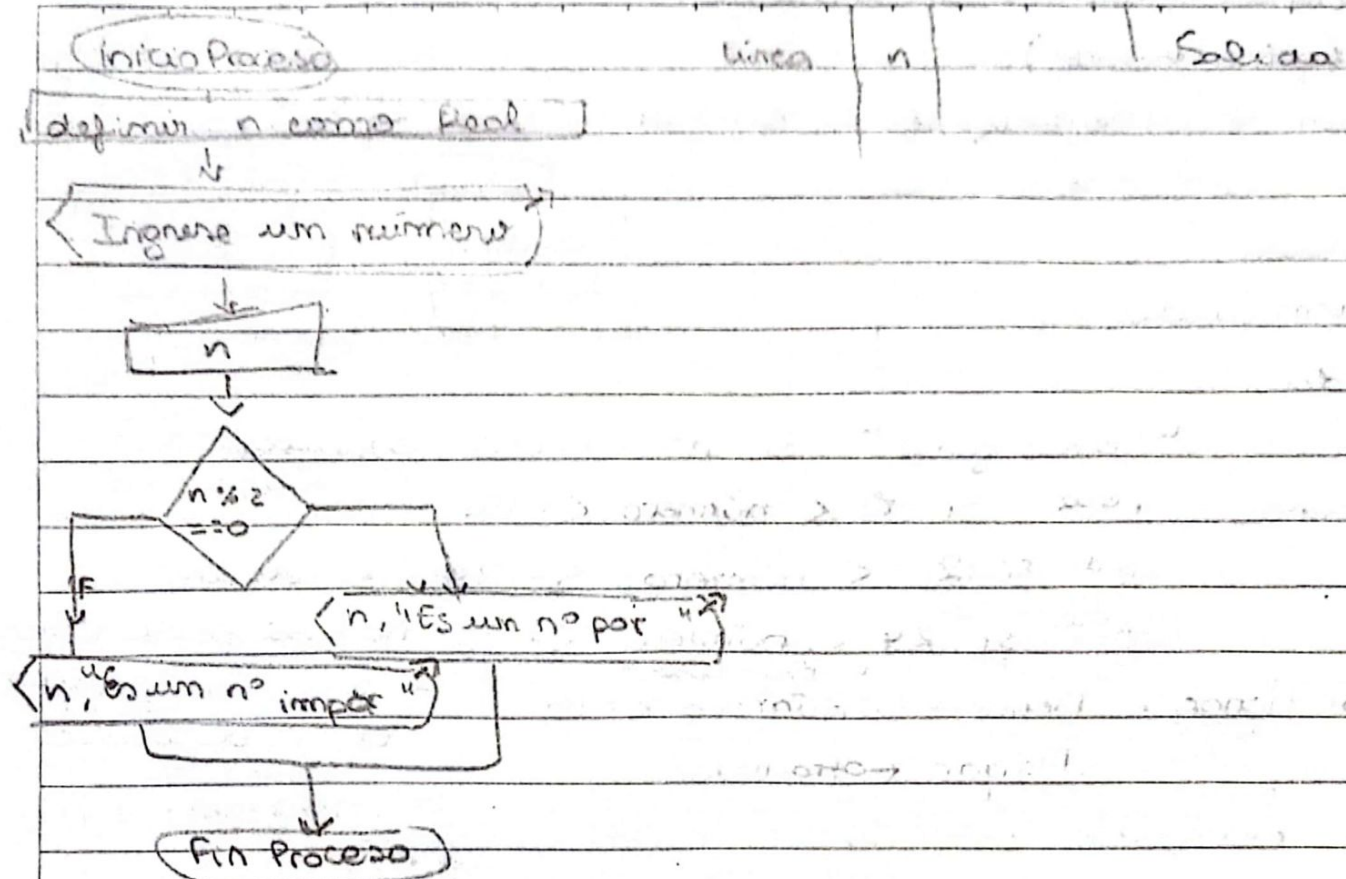 Inicio Proceso
Linea n Salida
definir n como Real
Ingrese un número
n
n % 2
==0
F
V
n, "Es un nº par "
n, "Es un nº impar "
Fin Proceso